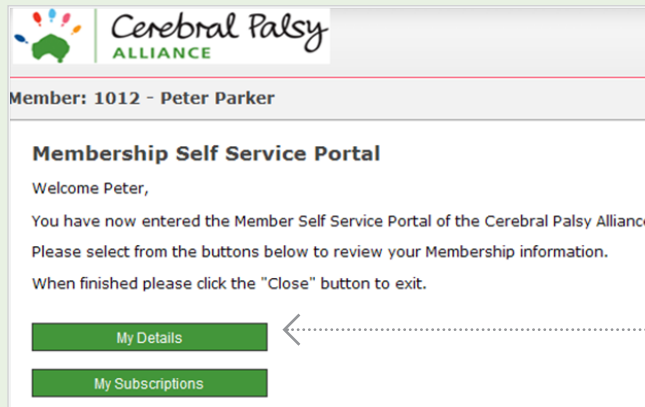 Cerebral Palsy
ALLIANCE
Member: 1012 - Peter Parker
Membership Self Service Portal
Welcome Peter,
You have now entered the Member Self Service Portal of the Cerebral Palsy Alliance
Please select from the buttons below to review your Membership information.
When finished please click the "Close" button to exit.
My Details
My Subscriptions